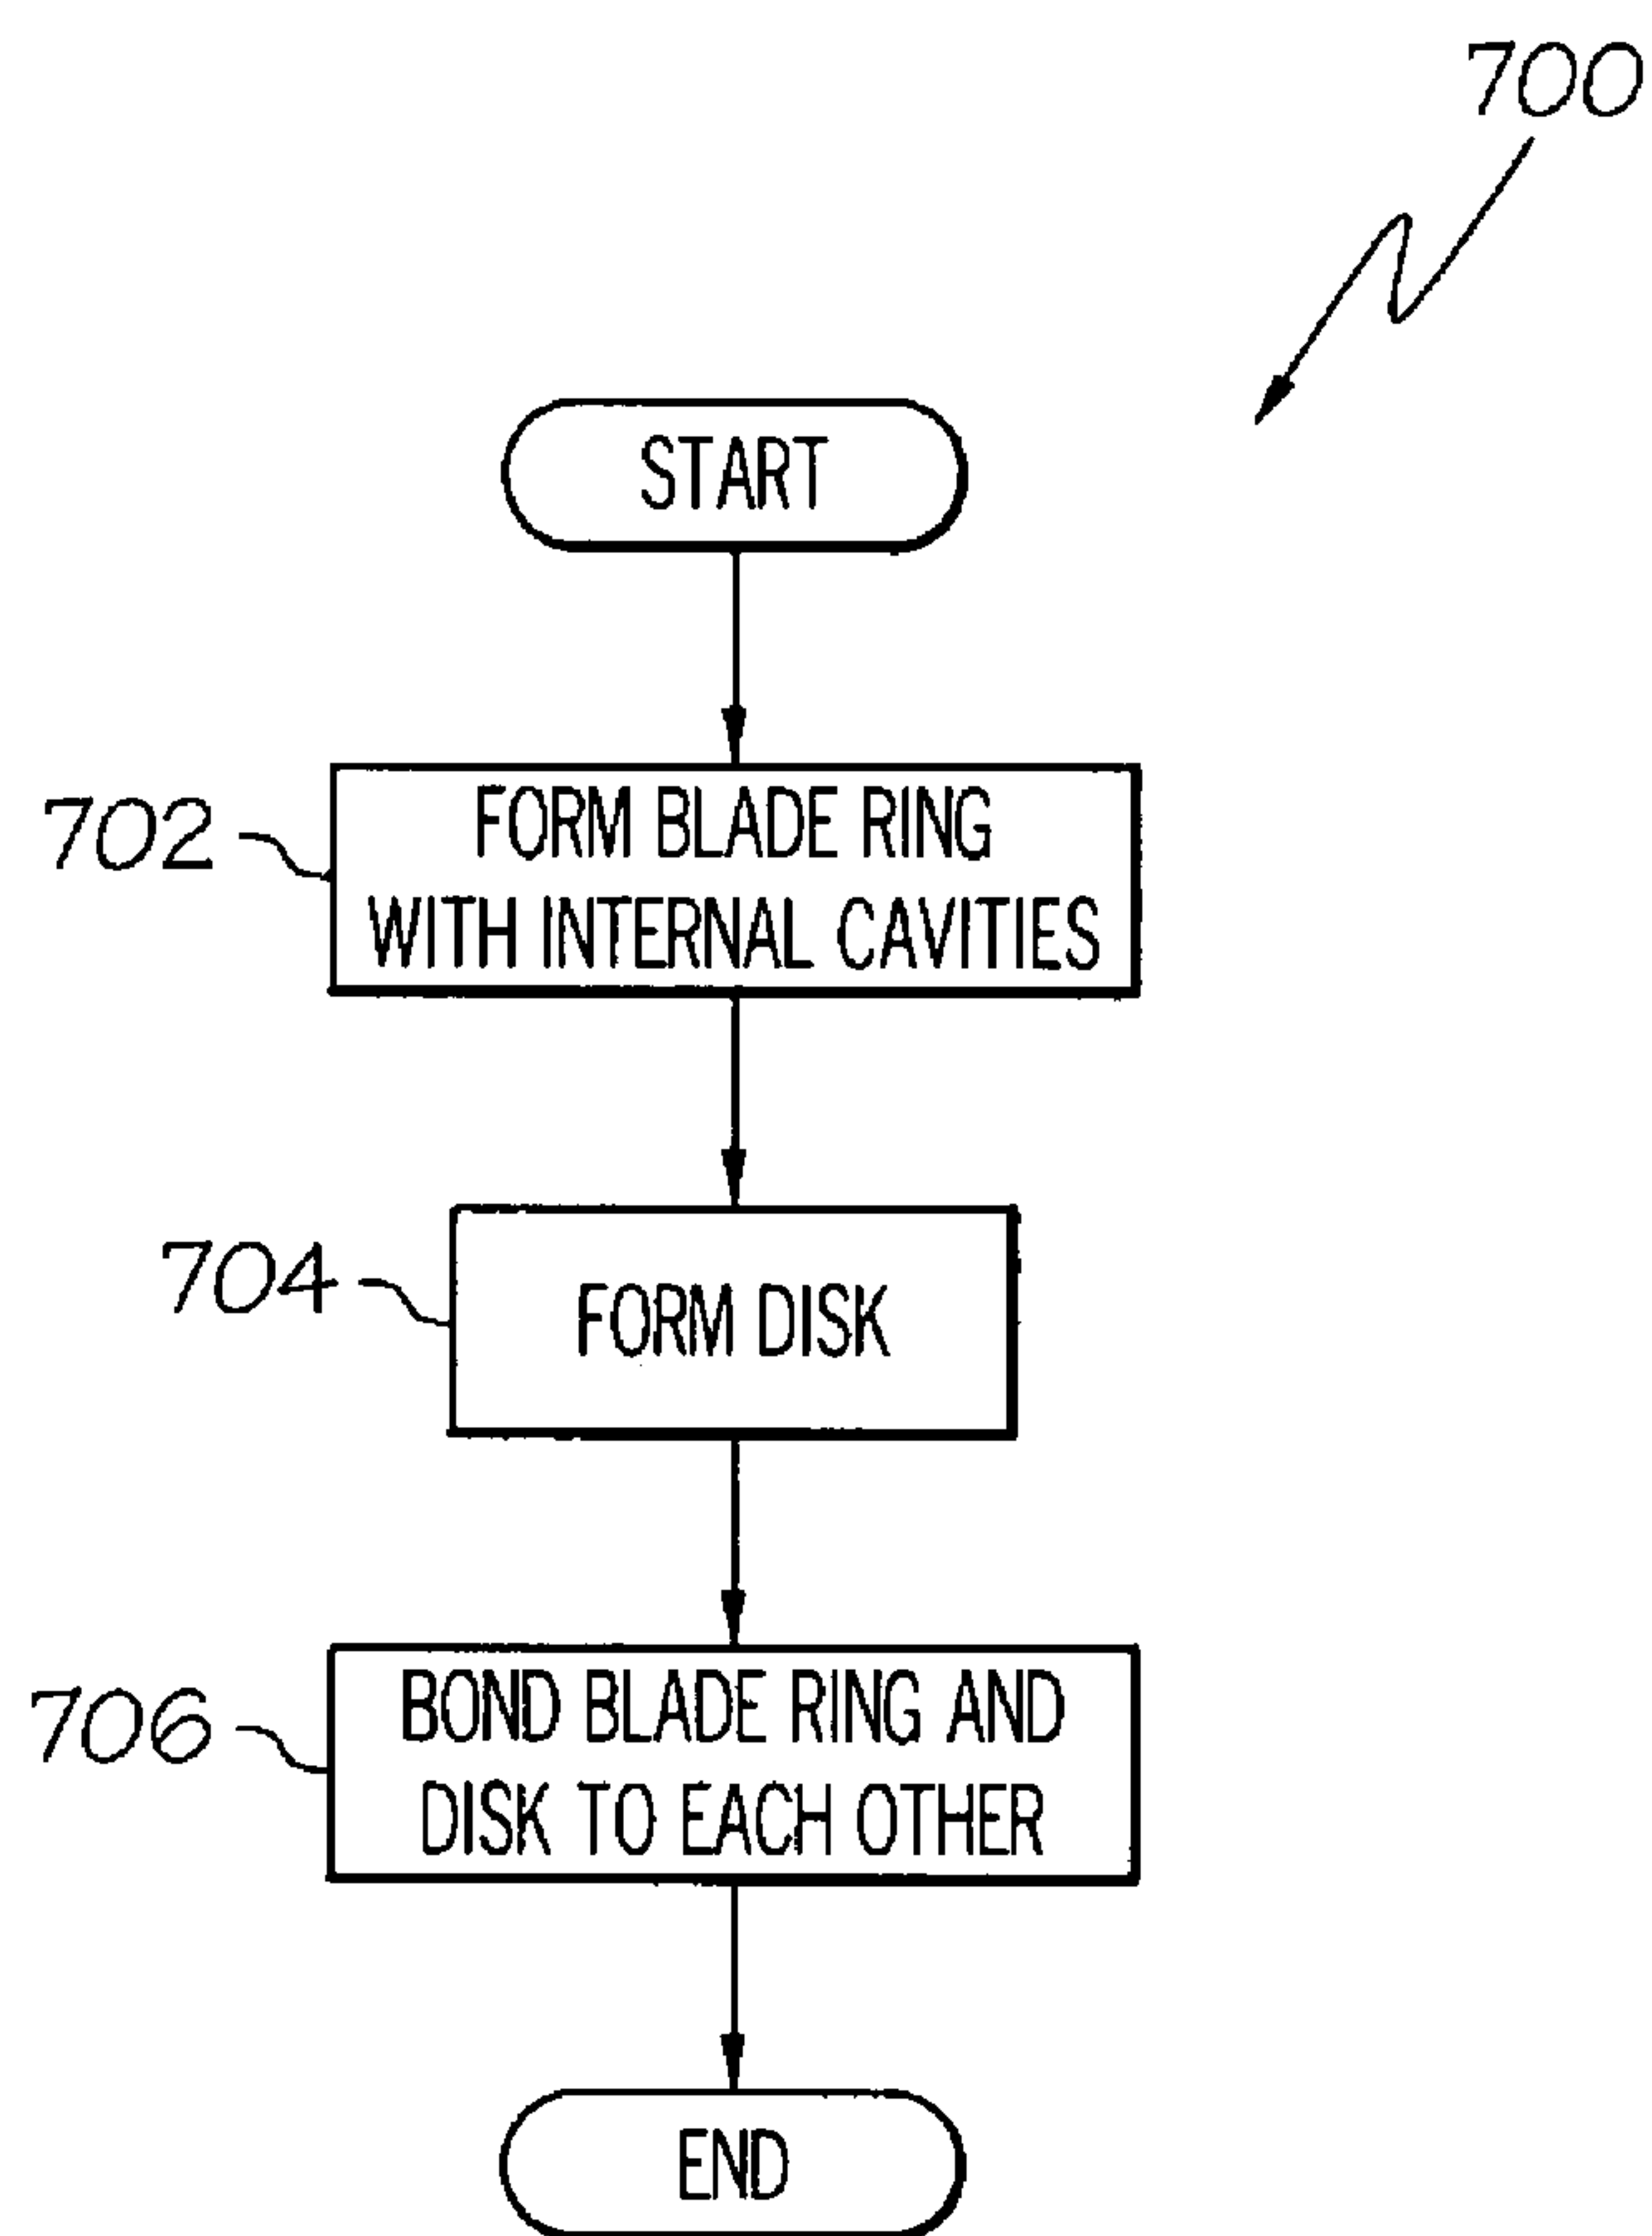 700
START
702
FORM BLADE RING
WITH INTERNAL CAVITIES
704
FORM DISK
706
BOND BLADE RING AND
DISK TO EACH OTHER
END